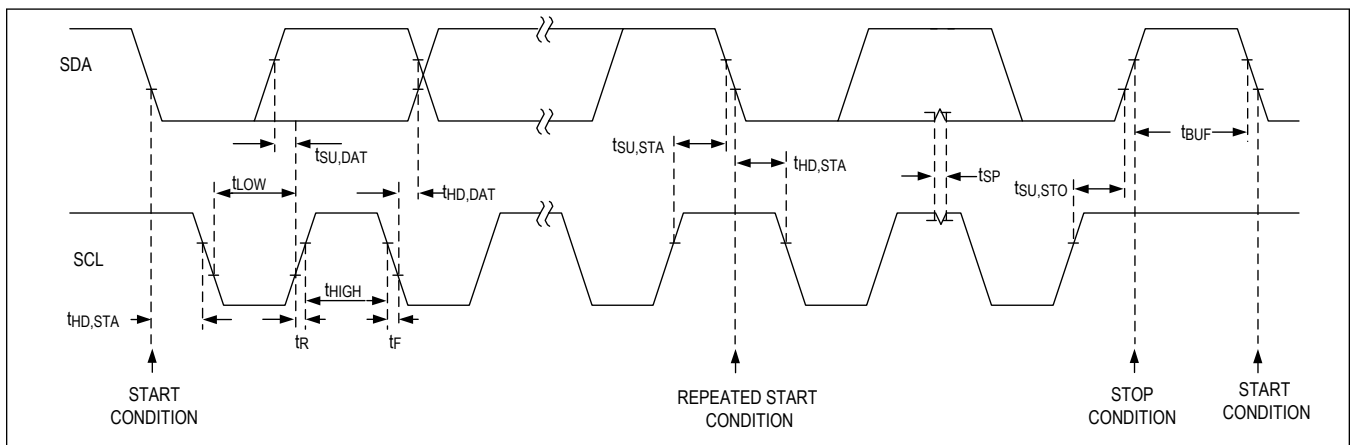 SDA
tSU,DAT
tLOW
tHD,DAT
tSU,STA
tHD,STA
tSP
tSU,STO
tBUF
SCL
tHD,STA
tR
tHIGH
tF
START
CONDITION
REPEATED START
CONDITION
STOP
CONDITION
START
CONDITION